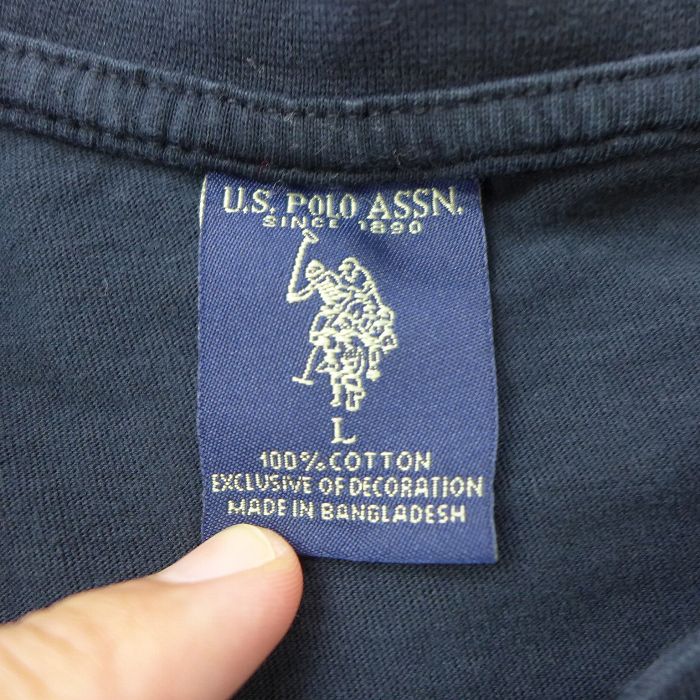 U.S. POLO ASSN.
SINCE 1890
L
100% COTTON
EXCLUSIVE OF DECORATION
MADE IN BANGLADESH